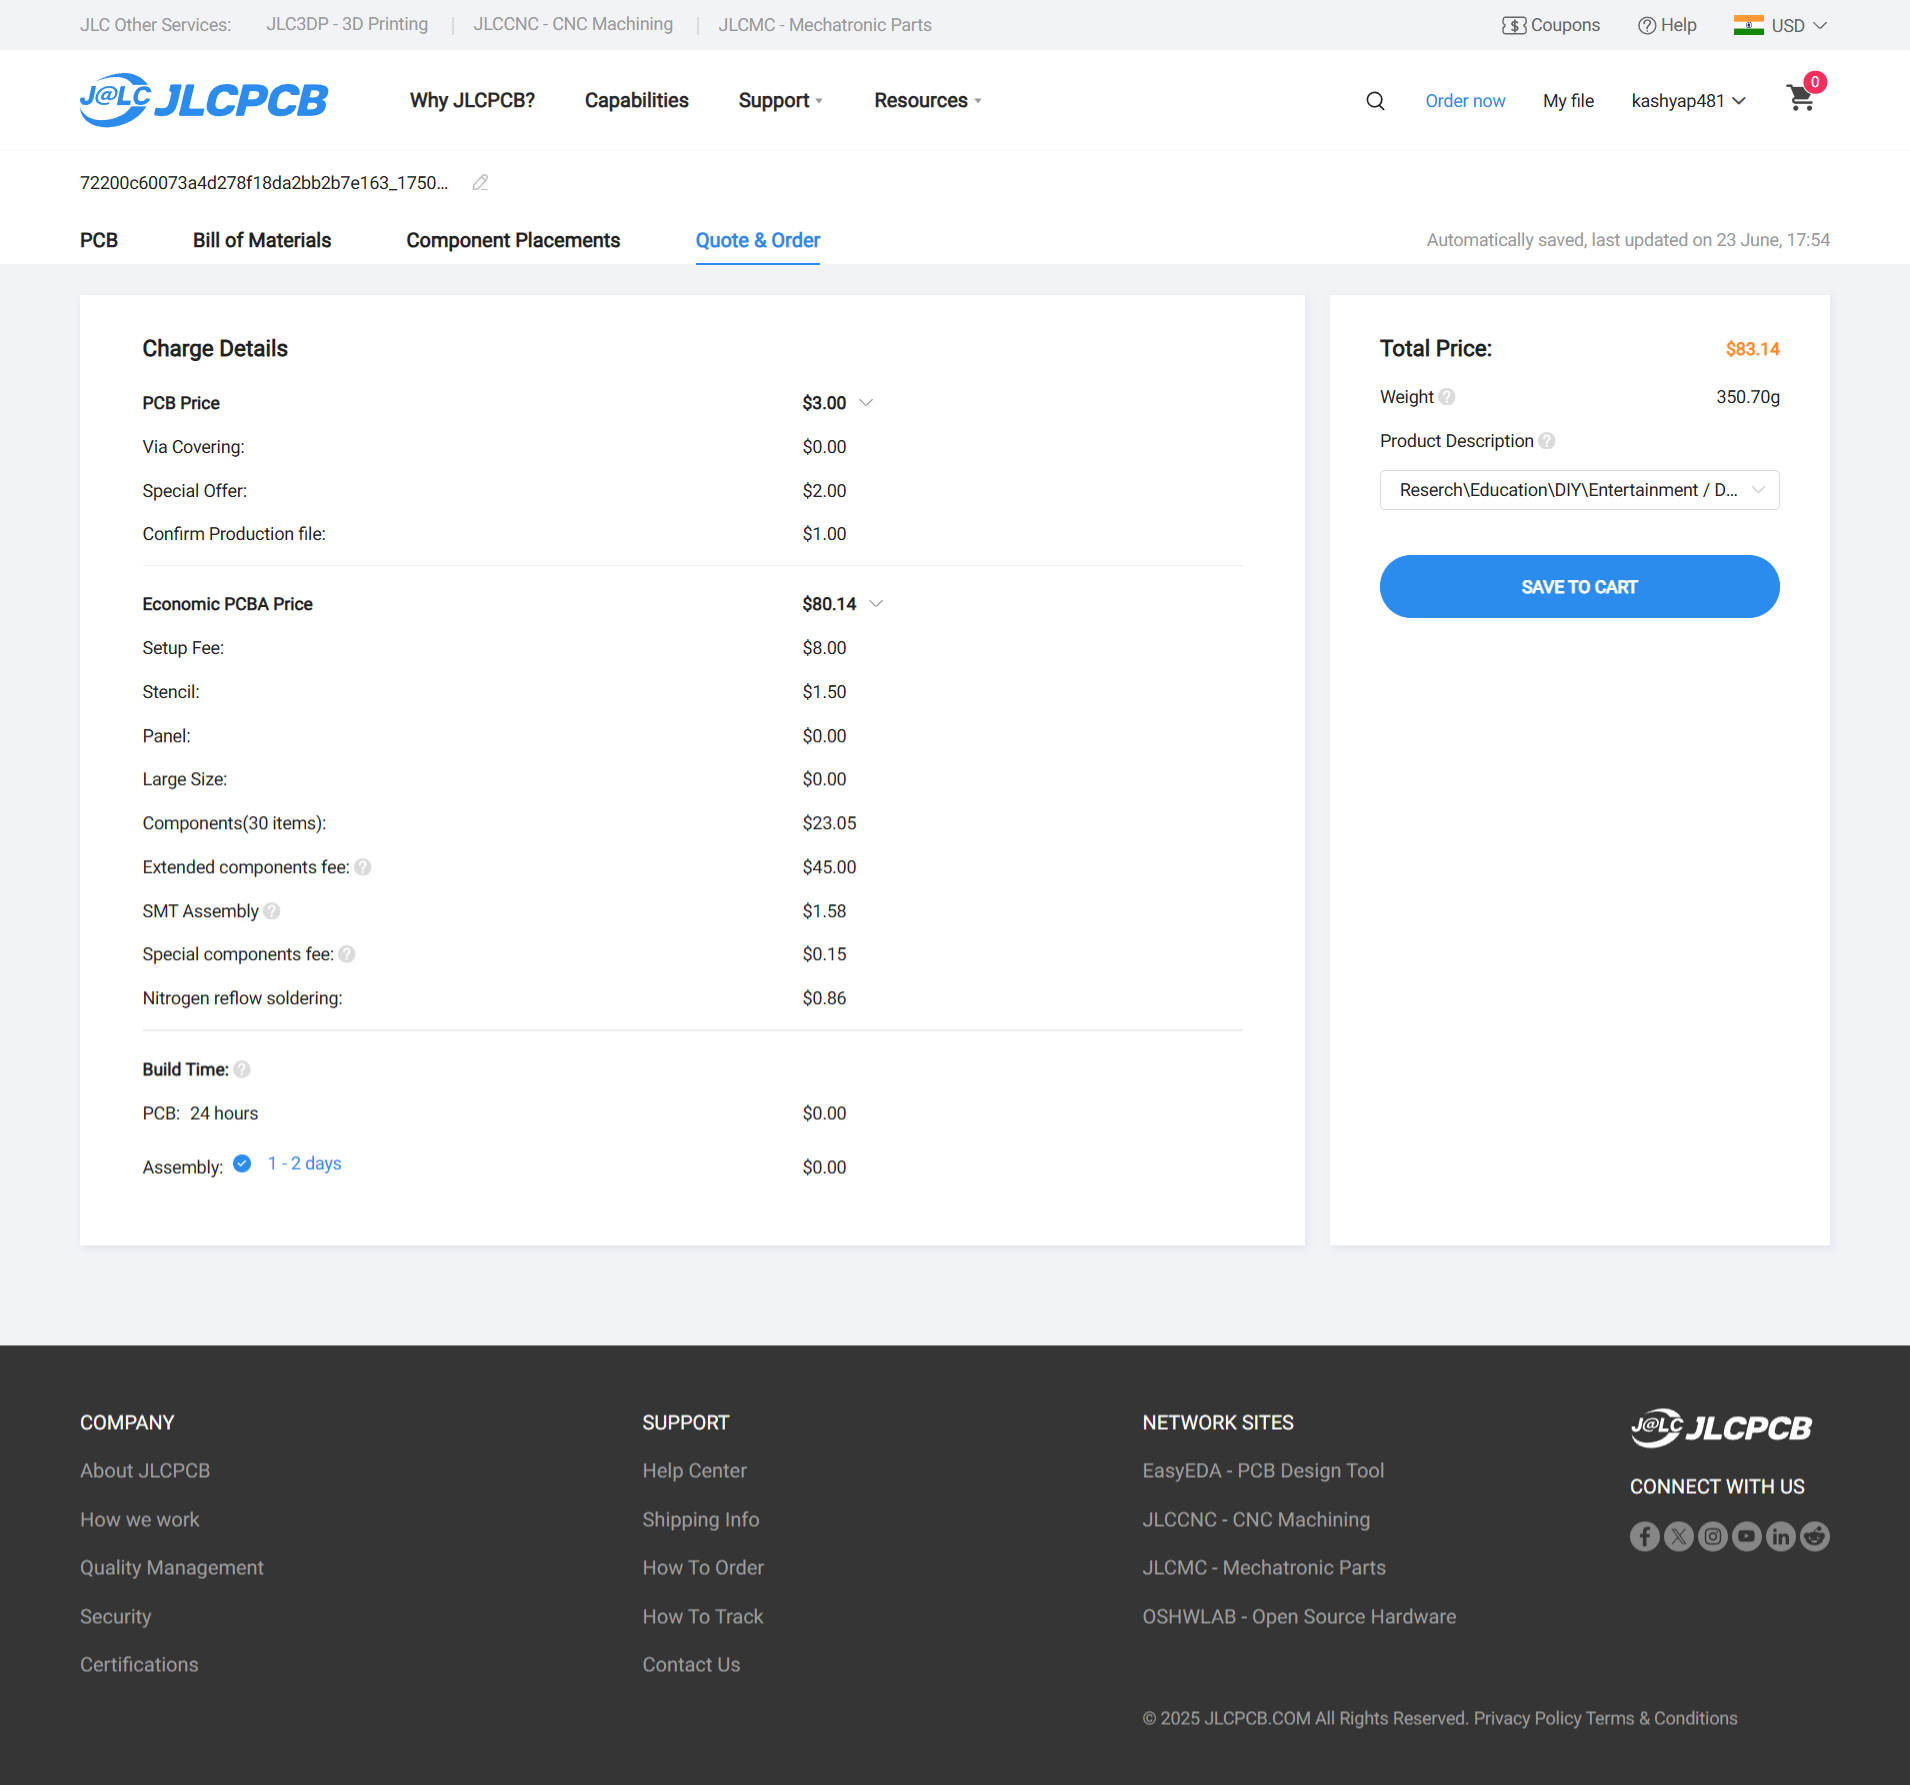 JLC Other Services: JLC3DP - 3D Printing | JLCCNC - CNC Machining | JLCMC - Mechatronic Parts Coupons Help USD
J@LC JLCPCB Why JLCPCB? Capabilities Support Resources Order now My file kashyap481 0
72200c60073a4d278f18da2bb2b7e163_1750...
PCB Bill of Materials Component Placements Quote & Order Automatically saved, last updated on 23 June, 17:54
Charge Details
PCB Price $3.00
Via Covering: $0.00
Special Offer: $2.00
Confirm Production file: $1.00
Economic PCBA Price $80.14
Setup Fee: $8.00
Stencil: $1.50
Panel: $0.00
Large Size: $0.00
Components(30 items): $23.05
Extended components fee: $45.00
SMT Assembly $1.58
Special components fee: $0.15
Nitrogen reflow soldering: $0.86
Build Time:
PCB: 24 hours $0.00
Assembly: 1 - 2 days $0.00
Total Price: $83.14
Weight 350.70g
Product Description
Reserch\Education\DIY\Entertainment / D...
SAVE TO CART
COMPANY
About JLCPCB
How we work
Quality Management
Security
Certifications
SUPPORT
Help Center
Shipping Info
How To Order
How To Track
Contact Us
NETWORK SITES
EasyEDA - PCB Design Tool
JLCCNC - CNC Machining
JLCMC - Mechatronic Parts
OSHWLAB - Open Source Hardware
J@LC JLCPCB
CONNECT WITH US
© 2025 JLCPCB.COM All Rights Reserved. Privacy Policy Terms & Conditions